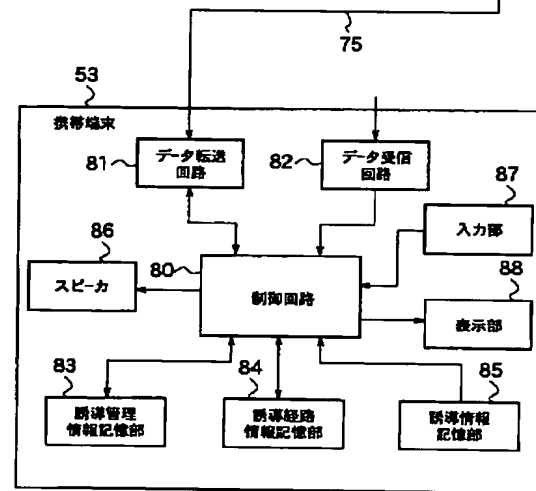 75
53
携帯端末
81
データ転送
回路
82
データ受信
回路
87
入力部
86
スピーカ
80
制御回路
88
表示部
83
誘導管理
情報記憶部
84
誘導経路
情報記憶部
85
誘導情報
記憶部